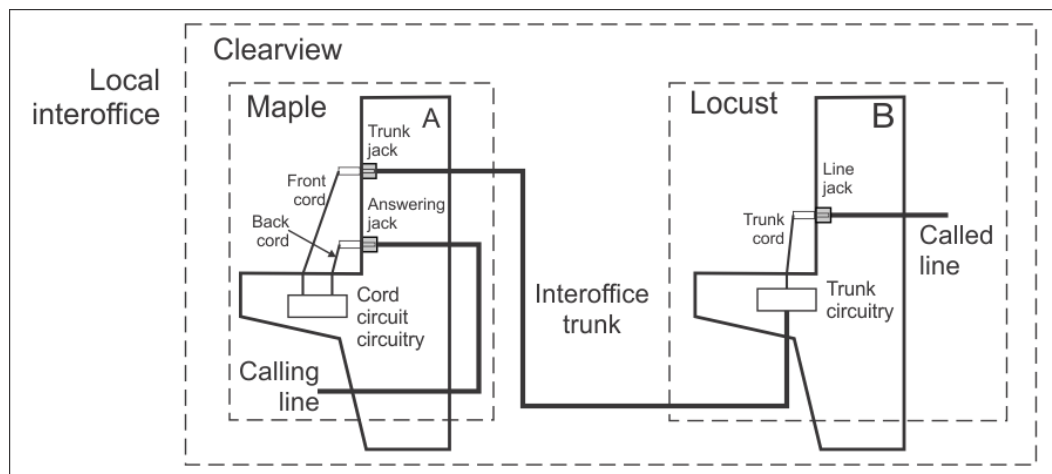 Clearview
Local
interoffice
Maple
A
Trunk
jack
Front
cord
Answering
jack
Back
cord
Cord
circuit
circuitry
Calling
line
Interoffice
trunk
Locust
B
Line
jack
Trunk
cord
Called
line
Trunk
circuitry